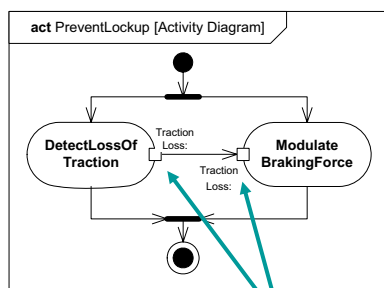 act PreventLockup [Activity Diagram]
DetectLossOf
Traction
Traction
Loss:
Modulate
BrakingForce
Traction
Loss: